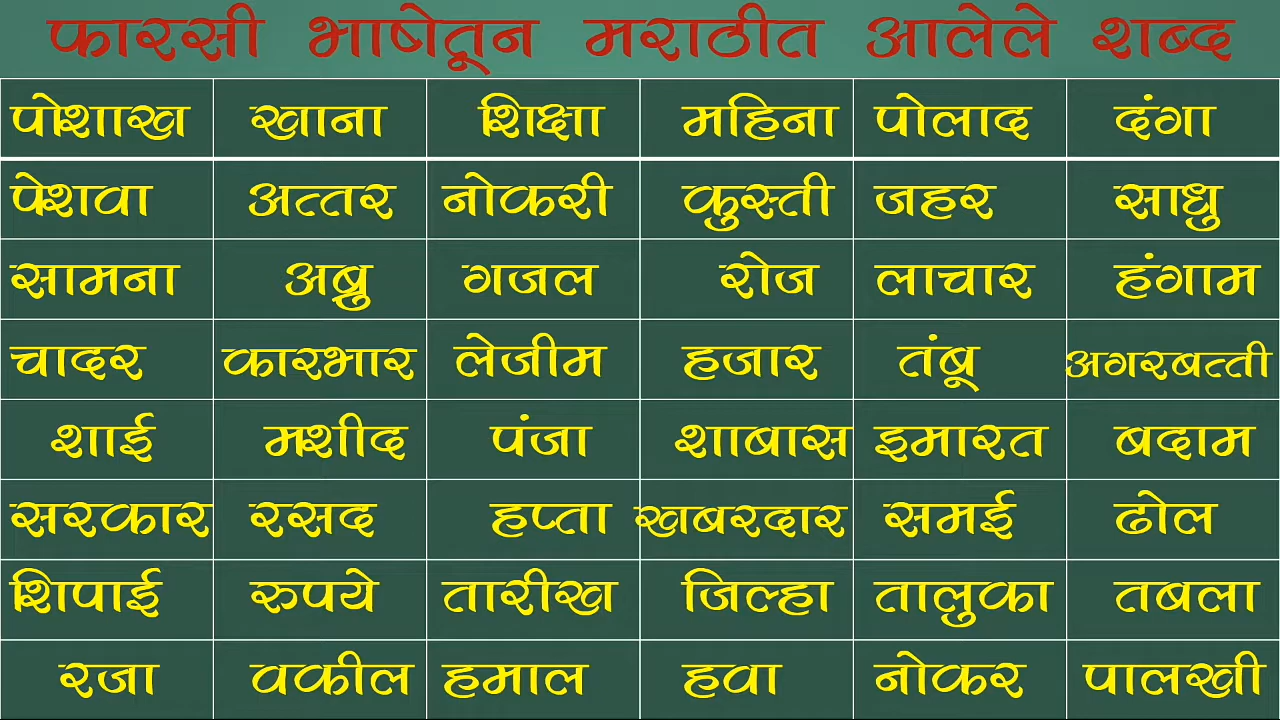 फारसी भाषेतून मराठीत आलेले शब्द
पोशाख खाना शिक्षा महिना पोलाद दंगा
पेशवा अत्तर नोकरी कुस्ती जहर साधु
सामना अब्रु गजल रोज लाचार हंगाम
चादर कारभार लेजीम हजार तंबू अगरबत्ती
शाई मशीद पंजा शाबास इमारत बदाम
सरकार रसद हप्ता खबरदार समई ढोल
शिपाई रुपये तारीख जिल्हा तालुका तबला
रजा वकील हमाल हवा नोकर पालखी